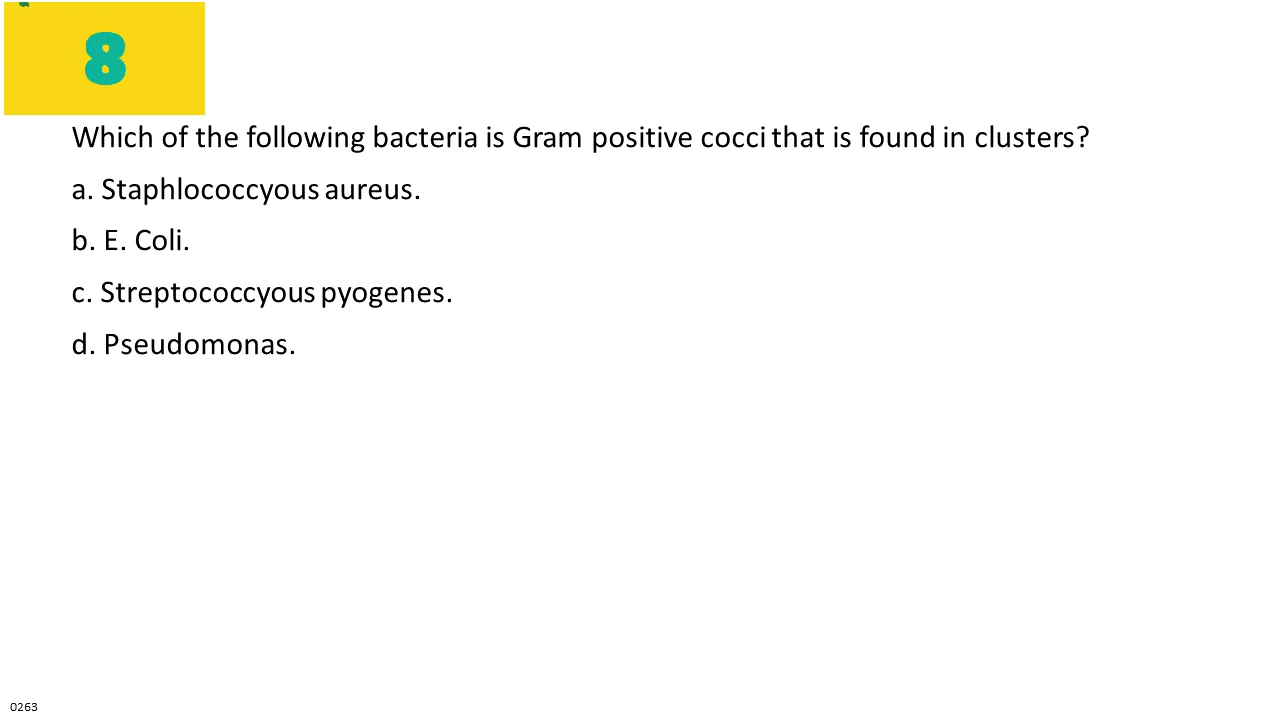 8
Which of the following bacteria is Gram positive cocci that is found in clusters?
a. Staphlococcyous aureus.
b. E. Coli.
c. Streptococcyous pyogenes.
d. Pseudomonas.
0263